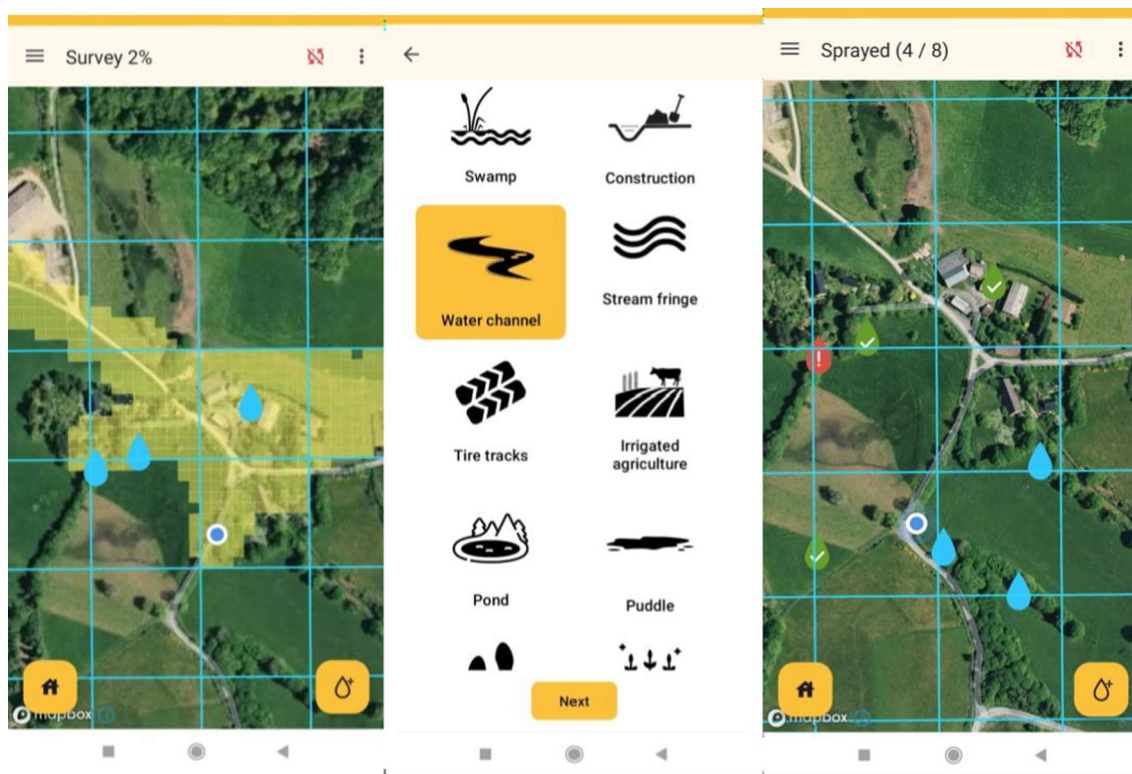 Survey 2%
Swamp
Construction
Water channel
Stream fringe
Tire tracks
Irrigated
agriculture
Pond
Puddle
Next
mapbox
Sprayed (4 / 8)
mapbox